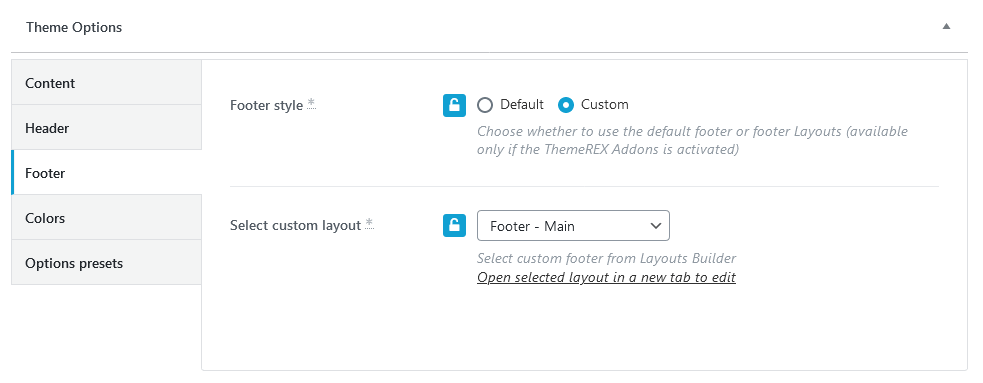 Theme Options
Content
Header
Footer
Colors
Options presets
Footer style *
Default
Custom
Choose whether to use the default footer or footer Layouts (available
only if the ThemeREX Addons is activated)
Select custom layout *
Footer - Main
Select custom footer from Layouts Builder
Open selected layout in a new tab to edit